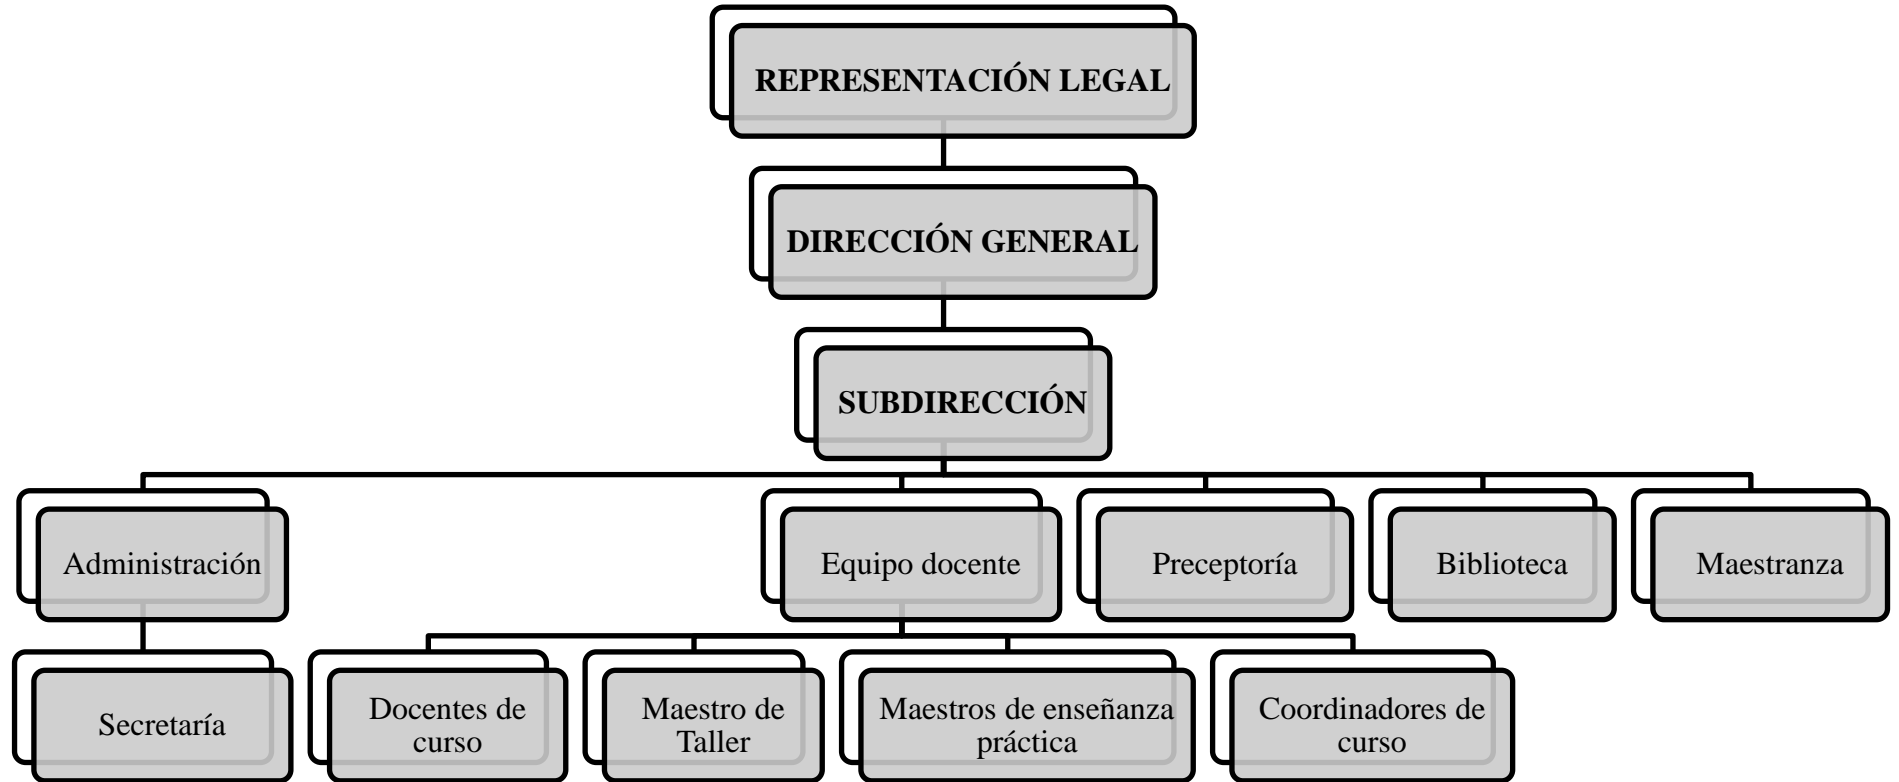 REPRESENTACIÓN LEGAL
DIRECCIÓN GENERAL
SUBDIRECCIÓN
Administración
Equipo docente
Preceptoría
Biblioteca
Maestranza
Secretaría
Docentes de
curso
Maestro de
Taller
Maestros de enseñanza
práctica
Coordinadores de
curso